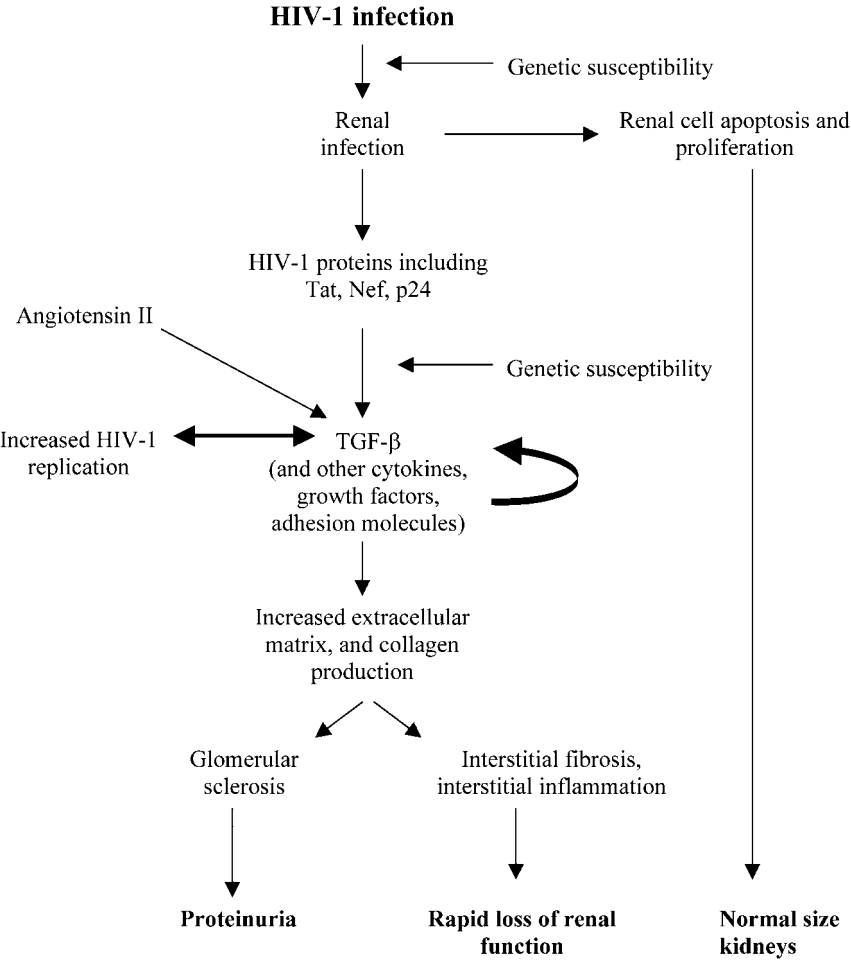 HIV-1 infection
Genetic susceptibility
Renal
infection
Renal cell apoptosis and
proliferation
HIV-1 proteins including
Tat, Nef, p24
Angiotensin II
Genetic susceptibility
Increased HIV-1
replication
TGF-β
(and other cytokines,
growth factors,
adhesion molecules)
Increased extracellular
matrix, and collagen
production
Glomerular
sclerosis
Interstitial fibrosis,
interstitial inflammation
Proteinuria
Rapid loss of renal
function
Normal size
kidneys